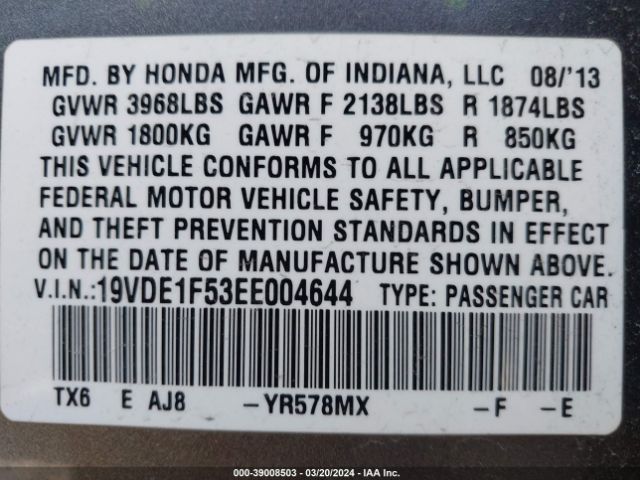 MFD. BY HONDA MFG. OF INDIANA, LLC 08/'13
GVWR 3968LBS GAWR F 2138LBS R 1874LBS
GVWR 1800KG GAWR F 970KG R 850KG
THIS VEHICLE CONFORMS TO ALL APPLICABLE
FEDERAL MOTOR VEHICLE SAFETY, BUMPER,
AND THEFT PREVENTION STANDARDS IN EFFECT
ON THE DATE OF MANUFACTURE SHOWN ABOVE.
V.I.N.:19VDE1F53EE004644 TYPE: PASSENGER CAR
TX6 E AJ8 -YR578MX -F -E
000-39008503 - 03/20/2024 - IAA Inc.